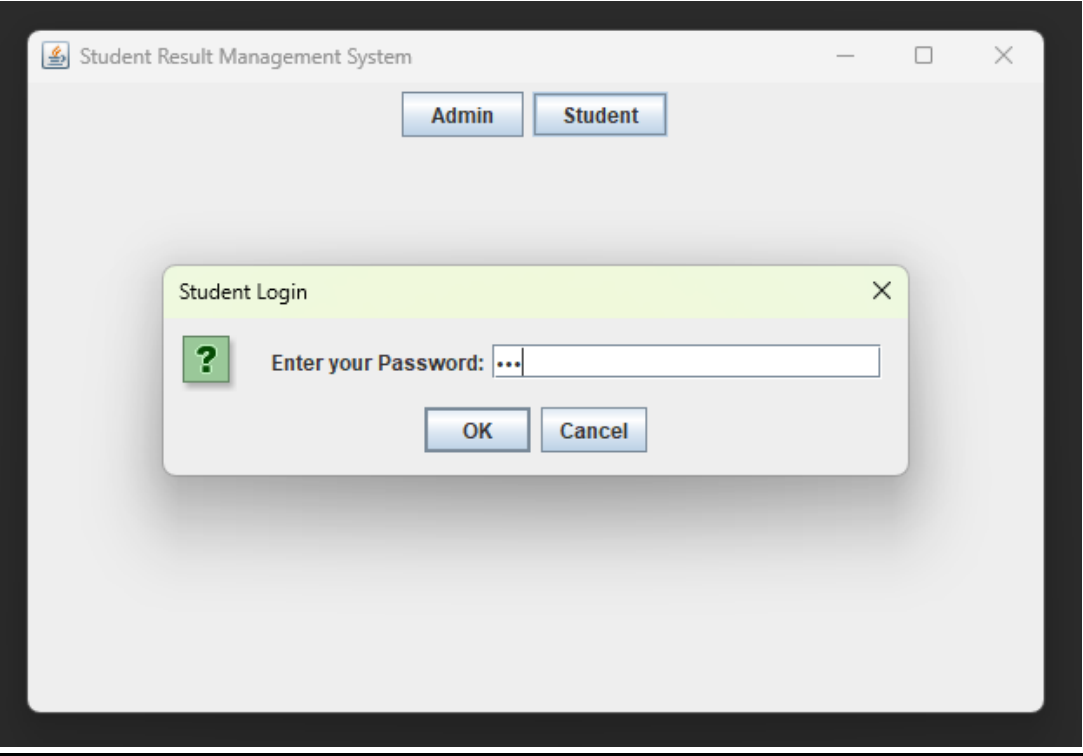 Student Result Management System
Admin Student
Student Login
? Enter your Password: •••
OK Cancel